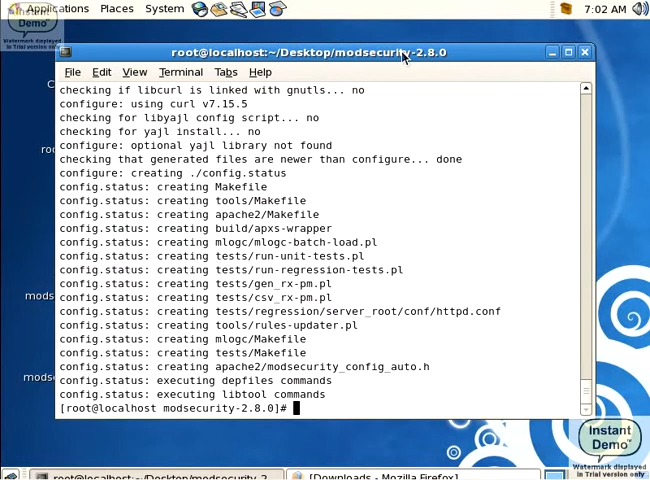 Applications Places System 7:02 AM
Instant
Demo
Watermark displayed
in Trial version only
root@localhost:~/Desktop/modsecurity-2.8.0
File Edit View Terminal Tabs Help
checking if libcurl is linked with gnutls... no
configure: using curl v7.15.5
checking for libyajl config script... no
checking for yajl install... no
configure: optional yajl library not found
checking that generated files are newer than configure... done
configure: creating ./config.status
config.status: creating Makefile
config.status: creating tools/Makefile
config.status: creating apache2/Makefile
config.status: creating build/apxs-wrapper
config.status: creating mlogc/mlogc-batch-load.pl
config.status: creating tests/run-unit-tests.pl
config.status: creating tests/run-regression-tests.pl
config.status: creating tests/gen_rx-pm.pl
config.status: creating tests/csv_rx-pm.pl
config.status: creating tests/regression/server_root/conf/httpd.conf
config.status: creating tools/rules-updater.pl
config.status: creating mlogc/Makefile
config.status: creating tests/Makefile
config.status: creating apache2/modsecurity_config_auto.h
config.status: executing depfiles commands
config.status: executing libtool commands
[root@localhost modsecurity-2.8.0]#
C
roo
mods
modse
Instant
Demo™
Watermark displayed
in Trial version only
root@localhost:~/Desktop/modsecurity-2 [Downloads - Mozilla Firefox]